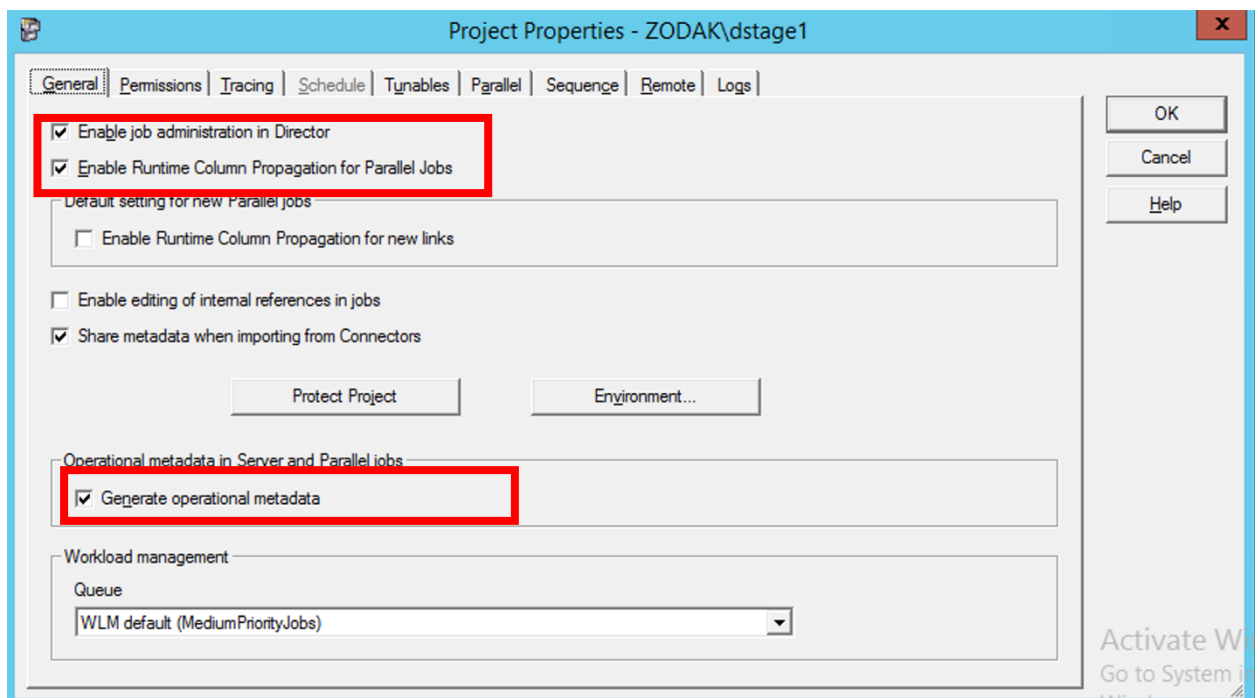 Project Properties - ZODAK\dstage1
x
General Permissions Tracing Schedule Tunables Parallel Sequence Remote Logs
OK
Enable job administration in Director
Cancel
Enable Runtime Column Propagation for Parallel Jobs
Default setting for new Parallel jobs
Help
Enable Runtime Column Propagation for new links
Enable editing of internal references in jobs
Share metadata when importing from Connectors
Protect Project Environment...
Operational metadata in Server and Parallel jobs
Generate operational metadata
Workload management
Queue
WLM default (MediumPriorityJobs)
Activate
Go to System